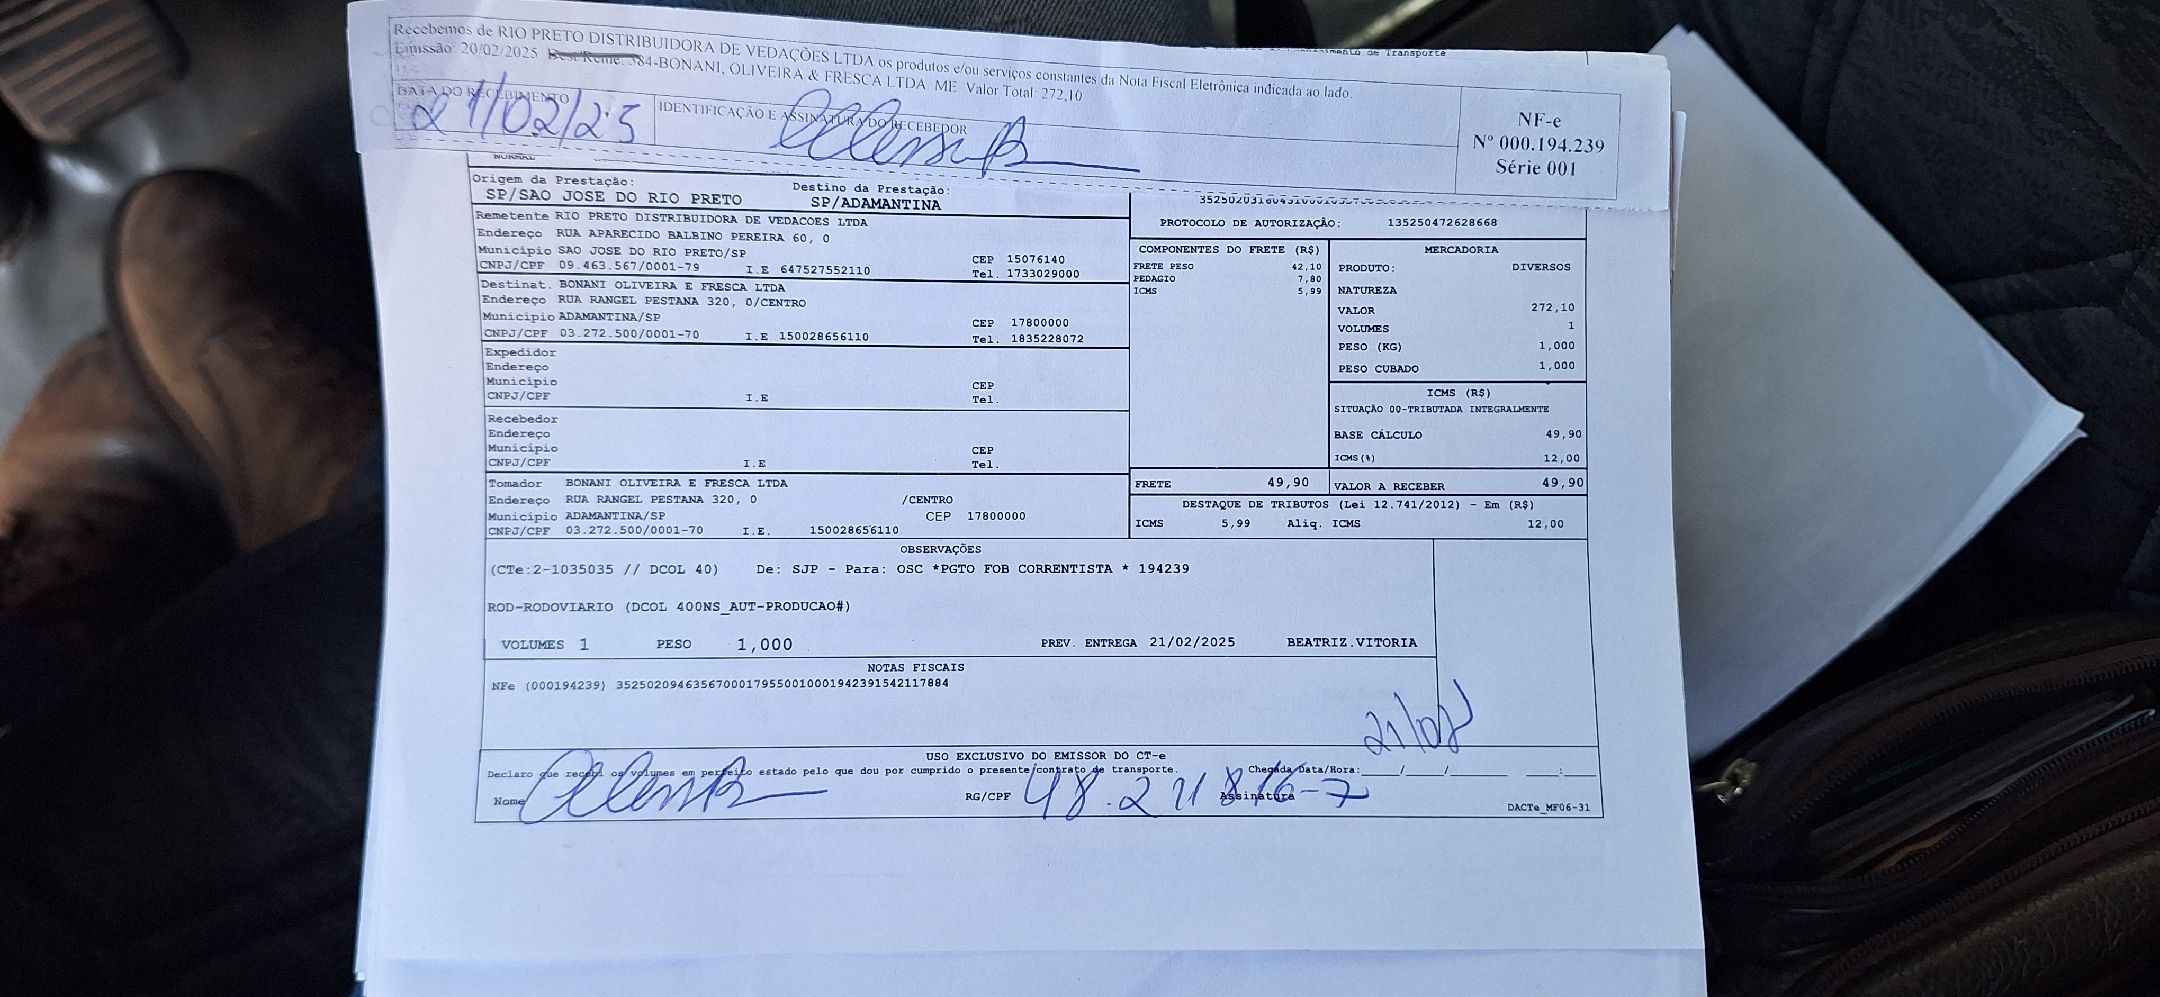 Recebemos de RIO PRETO DISTRIBUIDORA DE VEDAÇÕES LTDA os produtos e/ou serviços constantes da Nota Fiscal Eletrônica indicada ao lado.
Emissão: 20/02/2025 Dest/Reme: 584-BONANI, OLIVEIRA & FRESCA LTDA ME Valor Total: 272,10
DATA DO RECEBIMENTO
21/02/25
IDENTIFICAÇÃO E ASSINATURA DO RECEBEDOR
NF-e
Nº 000.194.239
Série 001
de Transporte
NORMAL
Origem da Prestação:
SP/SAO JOSE DO RIO PRETO
Destino da Prestação:
SP/ADAMANTINA
Remetente RIO PRETO DISTRIBUIDORA DE VEDACOES LTDA
Endereço RUA APARECIDO BALBINO PEREIRA 60, 0
Município SAO JOSE DO RIO PRETO/SP CEP 15076140
CNPJ/CPF 09.463.567/0001-79 I.E 647527552110 Tel. 1733029000
Destinat. BONANI OLIVEIRA E FRESCA LTDA
Endereço RUA RANGEL PESTANA 320, 0/CENTRO
Município ADAMANTINA/SP CEP 17800000
CNPJ/CPF 03.272.500/0001-70 I.E 150028656110 Tel. 1835228072
Expedidor
Endereço
Município CEP
CNPJ/CPF I.E Tel.
Recebedor
Endereço
Município CEP
CNPJ/CPF I.E Tel.
Tomador BONANI OLIVEIRA E FRESCA LTDA
Endereço RUA RANGEL PESTANA 320, 0 /CENTRO
Município ADAMANTINA/SP CEP 17800000
CNPJ/CPF 03.272.500/0001-70 I.E. 150028656110
PROTOCOLO DE AUTORIZAÇÃO: 135250472628668
COMPONENTES DO FRETE (R$)
FRETE PESO 42,10
PEDAGIO 7,80
ICMS 5,99
MERCADORIA
PRODUTO: DIVERSOS
NATUREZA
VALOR 272,10
VOLUMES 1
PESO (KG) 1,000
PESO CUBADO 1,000
ICMS (R$)
SITUAÇÃO 00-TRIBUTADA INTEGRALMENTE
BASE CÁLCULO 49,90
ICMS(%) 12,00
FRETE 49,90
VALOR A RECEBER 49,90
DESTAQUE DE TRIBUTOS (Lei 12.741/2012) - Em (R$)
ICMS 5,99 Aliq. ICMS 12,00
OBSERVAÇÕES
(CTe:2-1035035 // DCOL 40) De: SJP - Para: OSC *PGTO FOB CORRENTISTA * 194239
ROD-RODOVIARIO (DCOL 400NS_AUT-PRODUCAO#)
VOLUMES 1 PESO 1,000 PREV. ENTREGA 21/02/2025 BEATRIZ.VITORIA
NOTAS FISCAIS
NFe (000194239) 35250209463567000179550010001942391542117884
21/02
USO EXCLUSIVO DO EMISSOR DO CT-e
Declaro que recebi os volumes em perfeito estado pelo que dou por cumprido o presente contrato de transporte. Chegada Data/Hora:____/____/______ ___:___
Nome RG/CPF Assinatura
DACTe_MF06-31